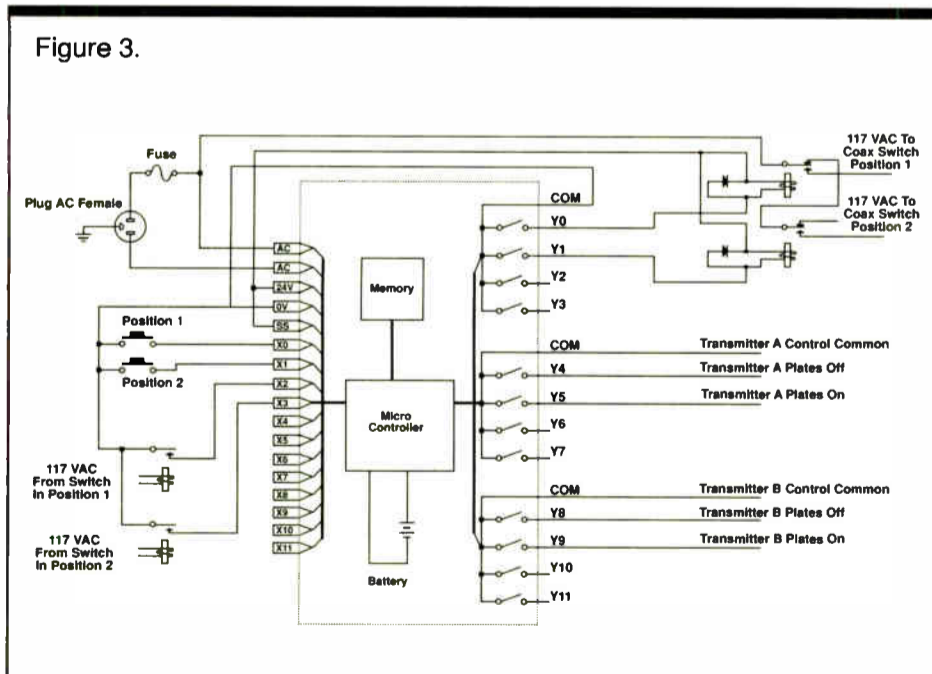 Figure 3.
Fuse
Plug AC Female
117 VAC To
Coax Switch
Position 1
117 VAC To
Coax Switch
Position 2
AC
AC
24V
0V
SS
X0
X1
X2
X3
X4
X5
X6
X7
X8
X9
X10
X11
Position 1
Position 2
117 VAC
From Switch
In Position 1
117 VAC
From Switch
In Position 2
Memory
Micro
Controller
Battery
COM
Y0
Y1
Y2
Y3
COM
Y4
Y5
Y6
Y7
COM
Y8
Y9
Y10
Y11
Transmitter A Control Common
Transmitter A Plates Off
Transmitter A Plates On
Transmitter B Control Common
Transmitter B Plates Off
Transmitter B Plates On